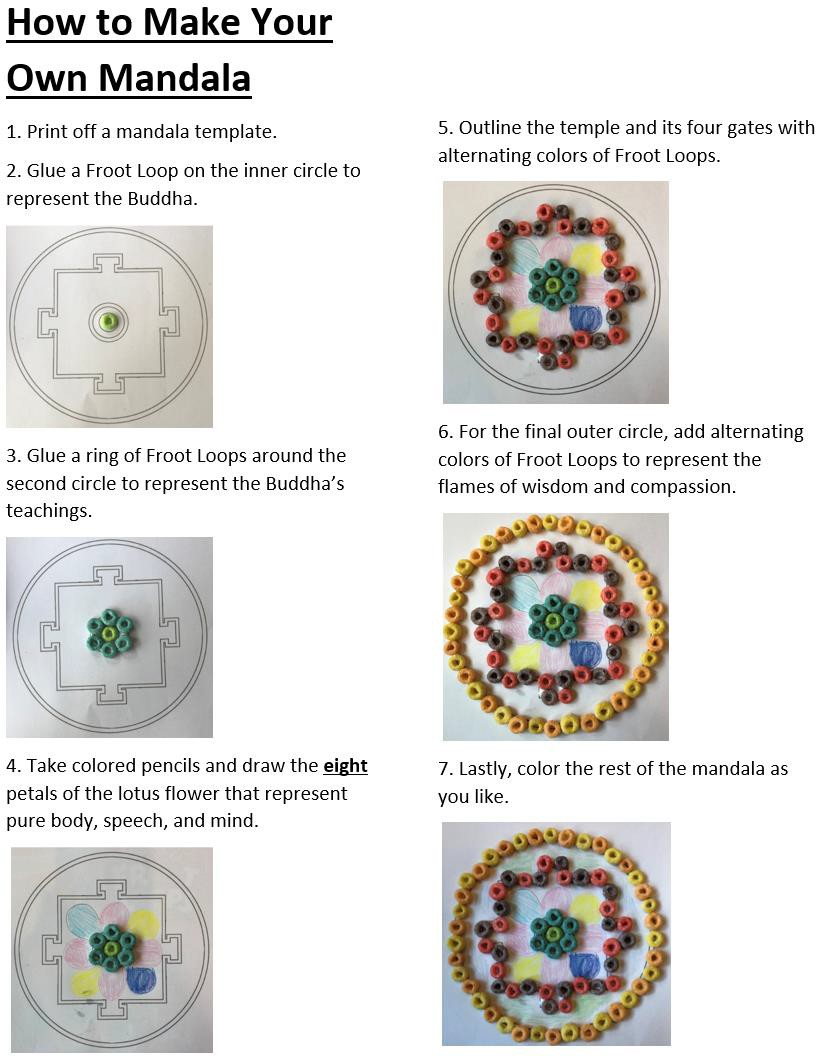 How to Make Your
Own Mandala
1. Print off a mandala template.
2. Glue a Froot Loop on the inner circle to
represent the Buddha.
3. Glue a ring of Froot Loops around the
second circle to represent the Buddha’s
teachings.
4. Take colored pencils and draw the eight
petals of the lotus flower that represent
pure body, speech, and mind.
5. Outline the temple and its four gates with
alternating colors of Froot Loops.
6. For the final outer circle, add alternating
colors of Froot Loops to represent the
flames of wisdom and compassion.
7. Lastly, color the rest of the mandala as
you like.